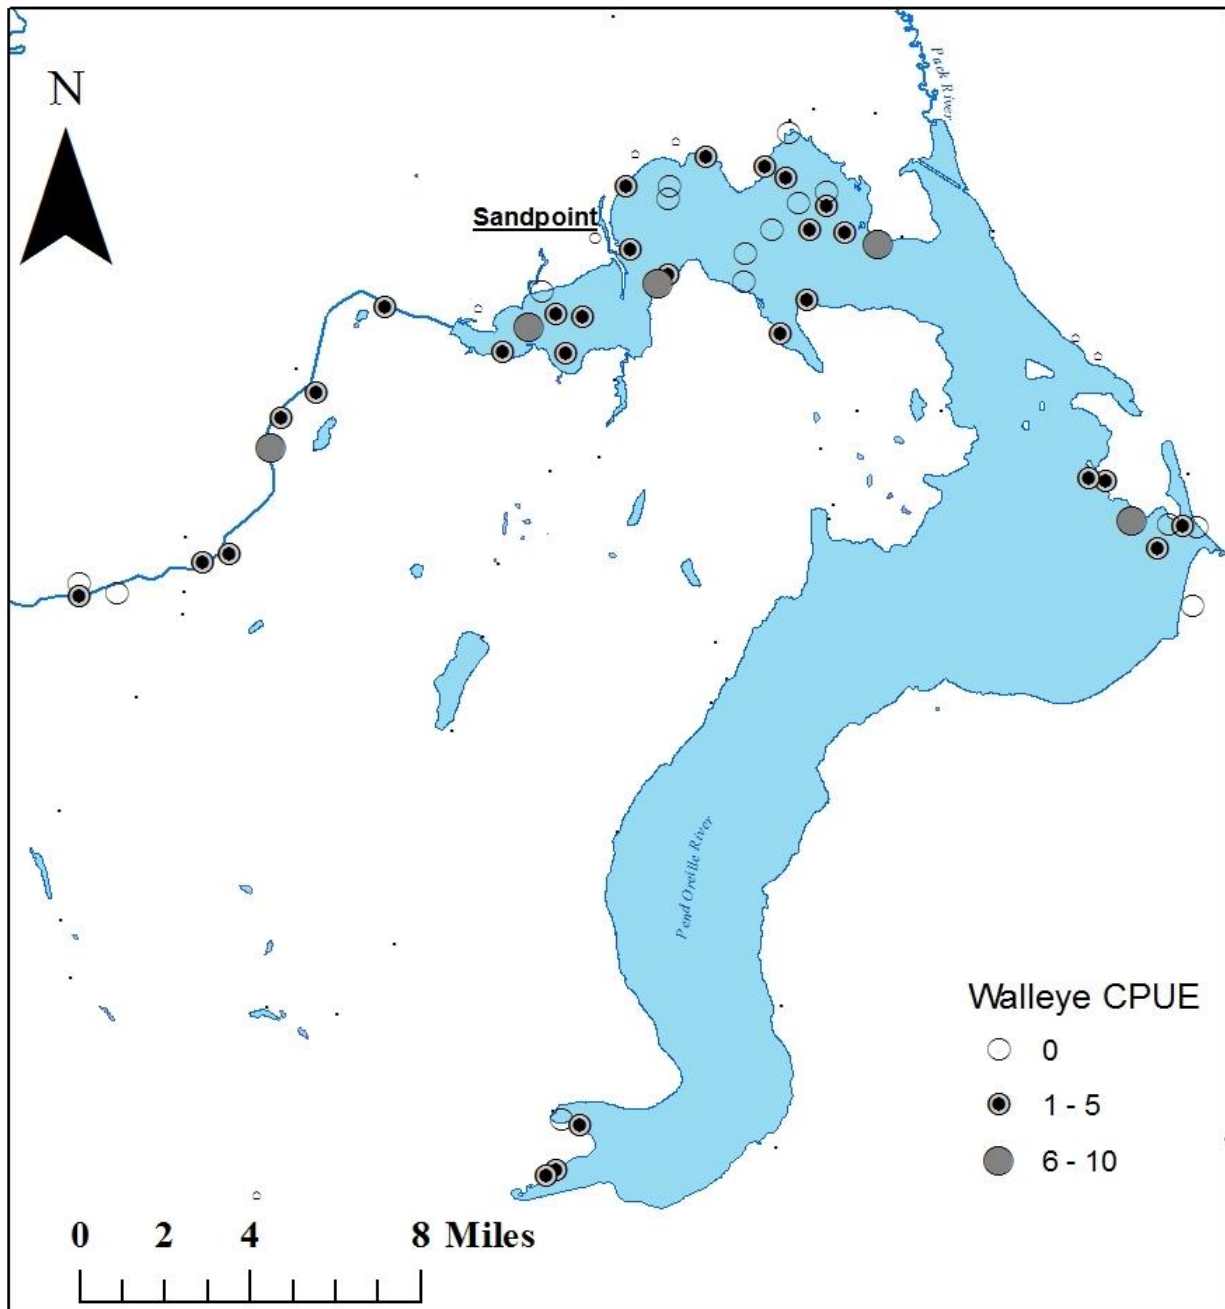 N
Pack River
Sandpoint
Pend Oreille River
Walleye CPUE
0
1 - 5
6 - 10
0 2 4 8 Miles